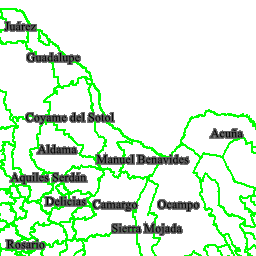 Juárez
Guadalupe
Coyame del Sotol
Acuña
Aldama
Manuel Benavides
Aquiles Serdán
Delicias
Camargo
Ocampo
Sierra Mojada
Rosario